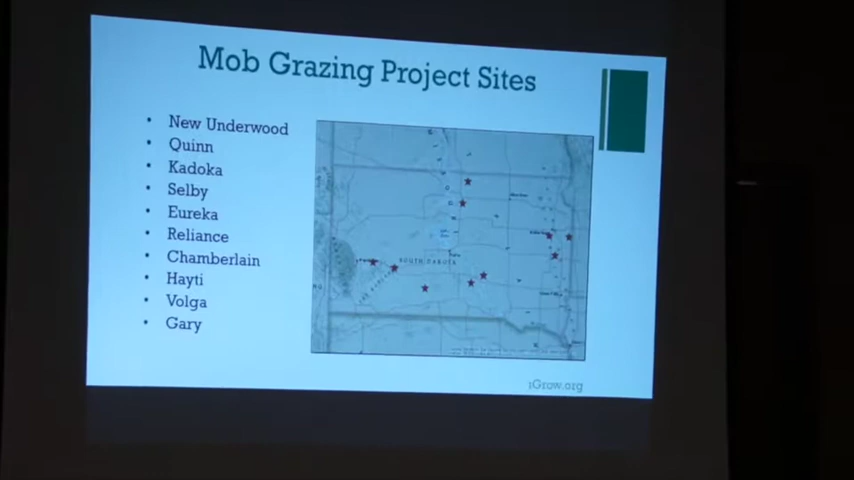 Mob Grazing Project Sites
• New Underwood
• Quinn
• Kadoka
• Selby
• Eureka
• Reliance
• Chamberlain
• Hayti
• Volga
• Gary
SOUTH DAKOTA
iGrow.org